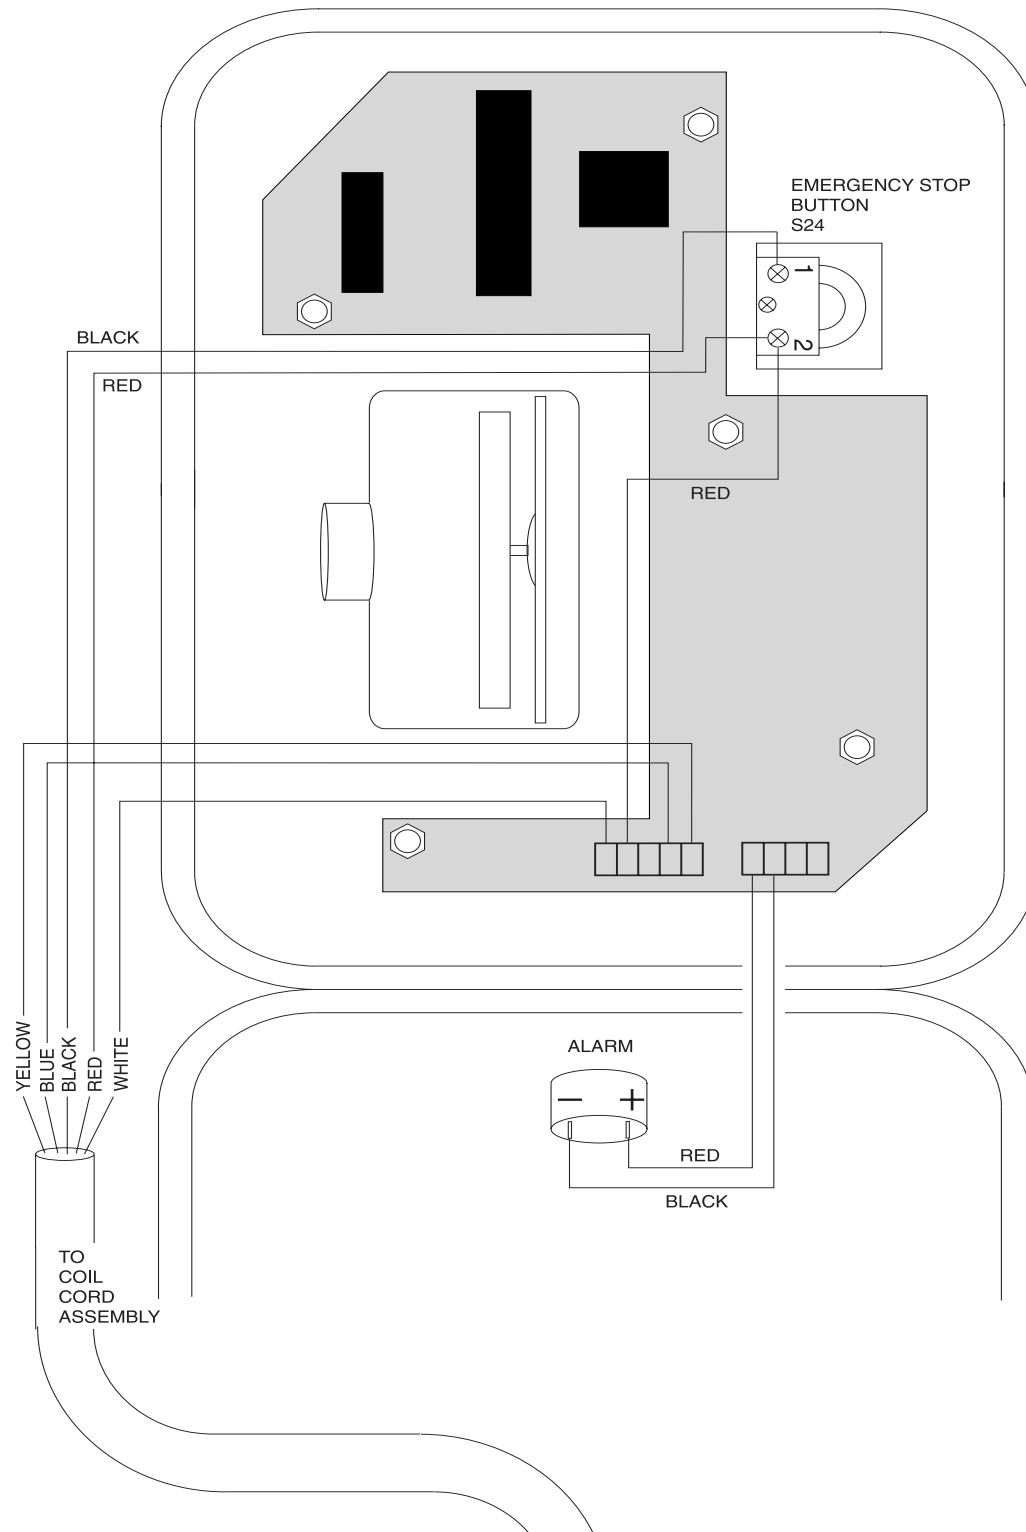 EMERGENCY STOP
BUTTON
S24
1
2
BLACK
RED
RED
YELLOW
BLUE
BLACK
RED
WHITE
ALARM
– +
RED
BLACK
TO
COIL
CORD
ASSEMBLY